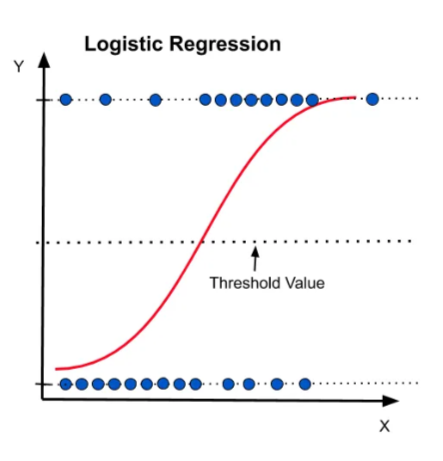 Logistic Regression
Y
Threshold Value
X